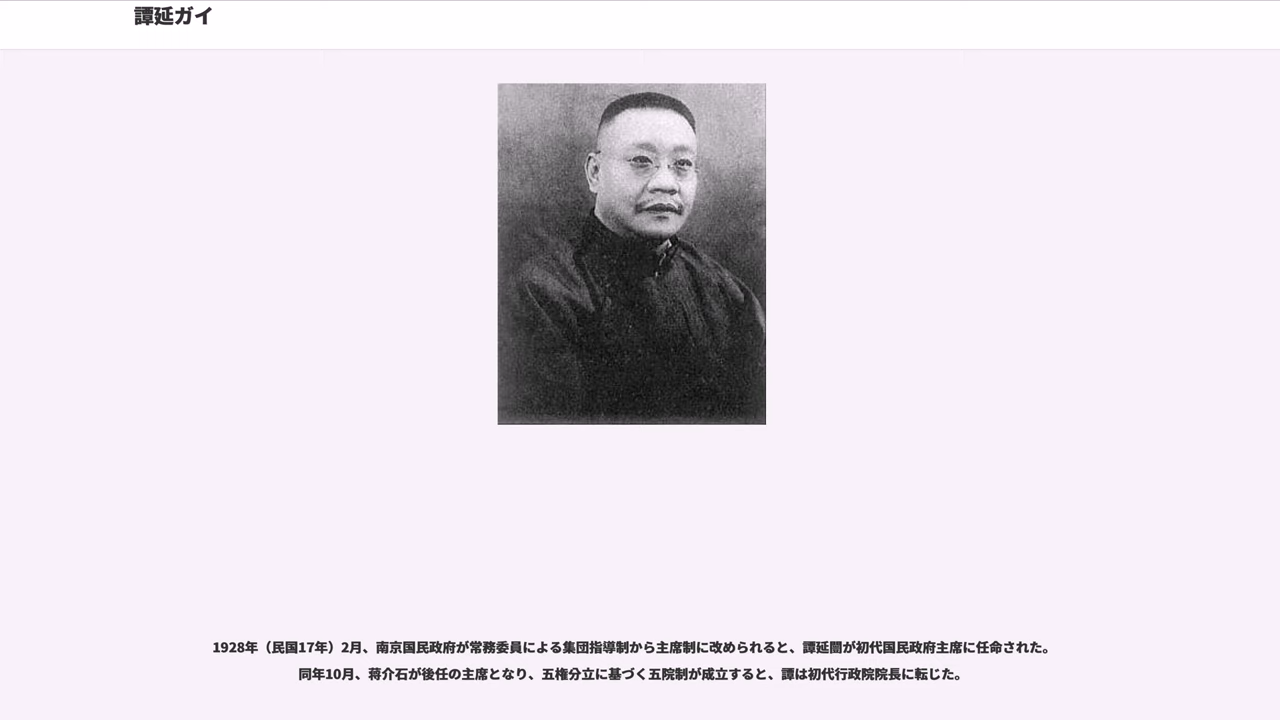 譚延ガイ
1928年（民国17年）2月、南京国民政府が常務委員による集団指導制から主席制に改められると、譚延闓が初代国民政府主席に任命された。
同年10月、蒋介石が後任の主席となり、五権分立に基づく五院制が成立すると、譚は初代行政院院長に転じた。